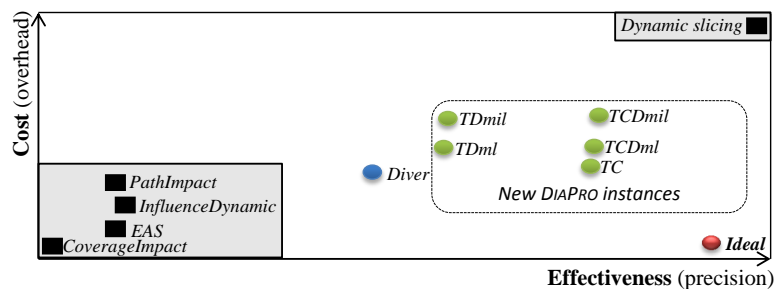 Dynamic slicing
Cost (overhead)
TDmil
TCDmil
TDml
TCDml
TC
Diver
New DIAPRO instances
PathImpact
InfluenceDynamic
EAS
CoverageImpact
Ideal
Effectiveness (precision)